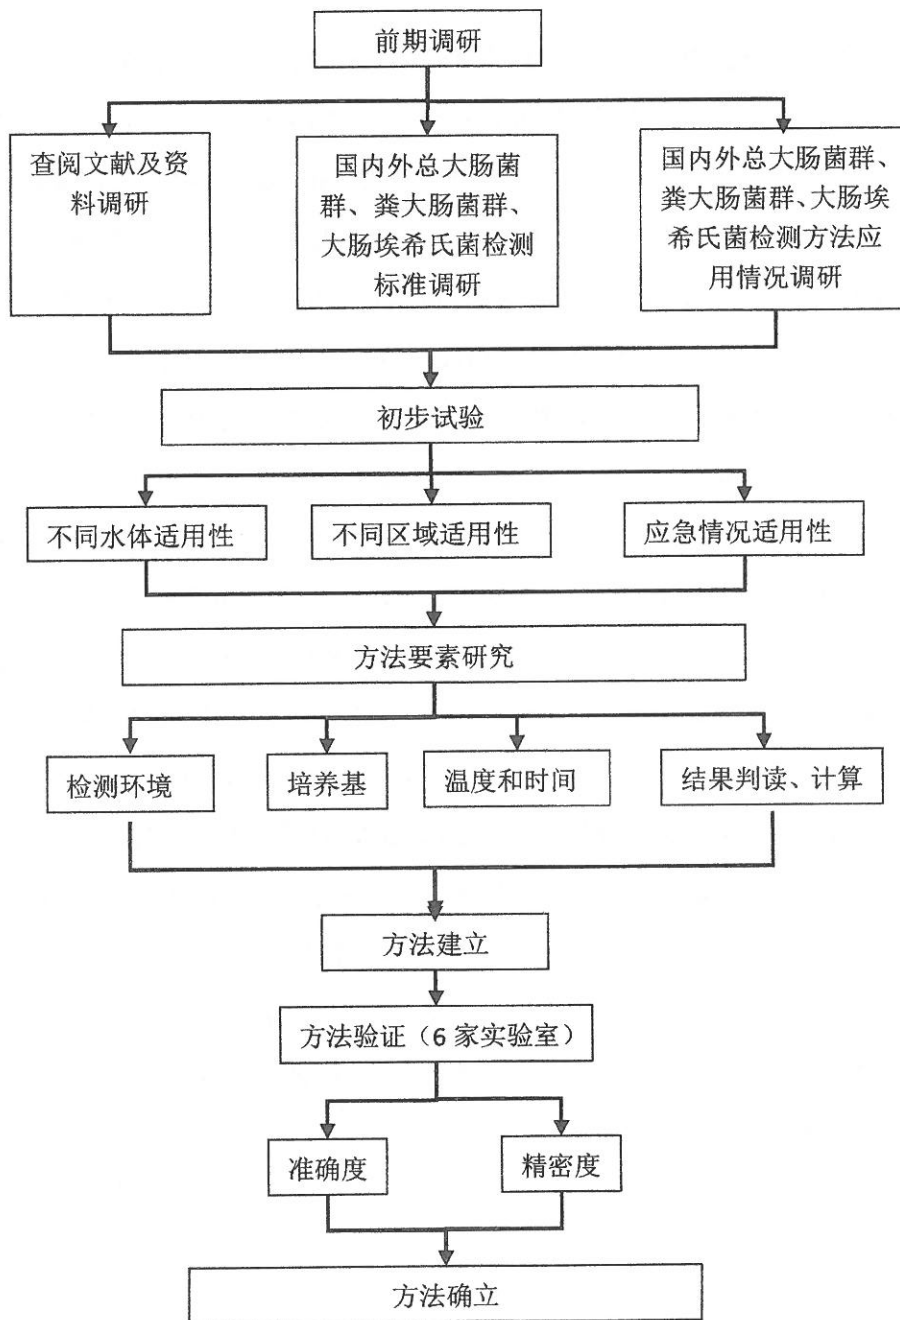 前期调研
查阅文献及资
料调研
国内外总大肠菌
群、粪大肠菌群、
大肠埃希氏菌检测
标准调研
国内外总大肠菌群、
粪大肠菌群、大肠埃
希氏菌检测方法应
用情况调研
初步试验
不同水体适用性
不同区域适用性
应急情况适用性
方法要素研究
检测环境
培养基
温度和时间
结果判读、计算
方法建立
方法验证（6 家实验室）
准确度
精密度
方法确立